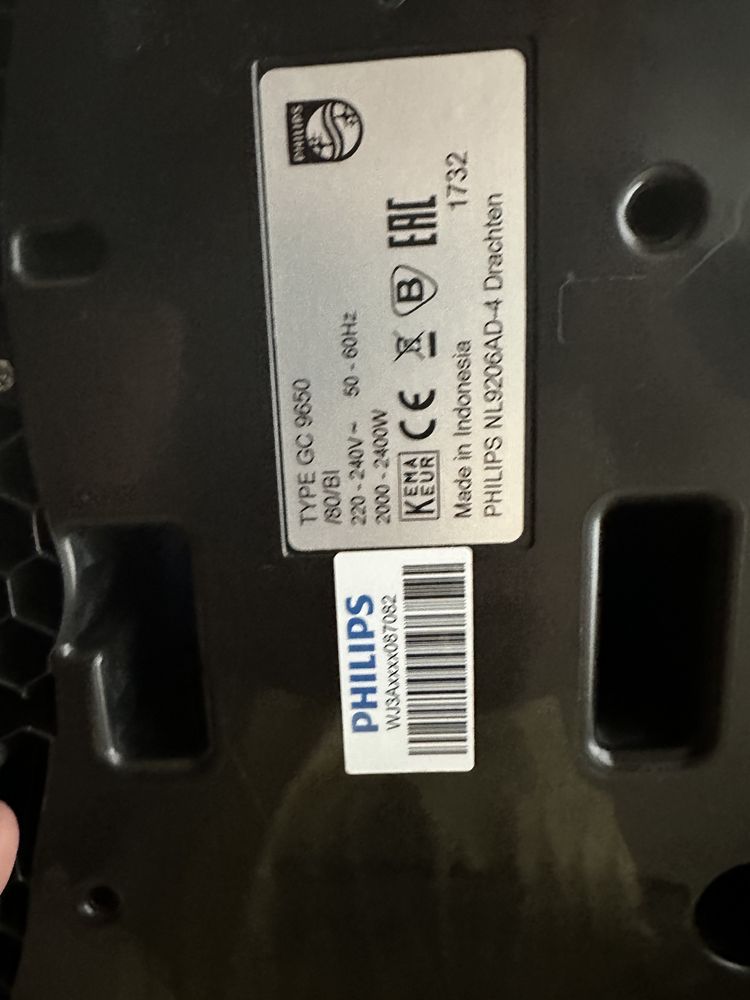 PHILIPS
TYPE GC 9650
/80/BI
220 - 240V~ 50 - 60Hz
2000 - 2400W
KEMA
KEUR CE B EAC
Made in Indonesia 1732
PHILIPS NL9206AD-4 Drachten
PHILIPS
WJ3Axxxx087082